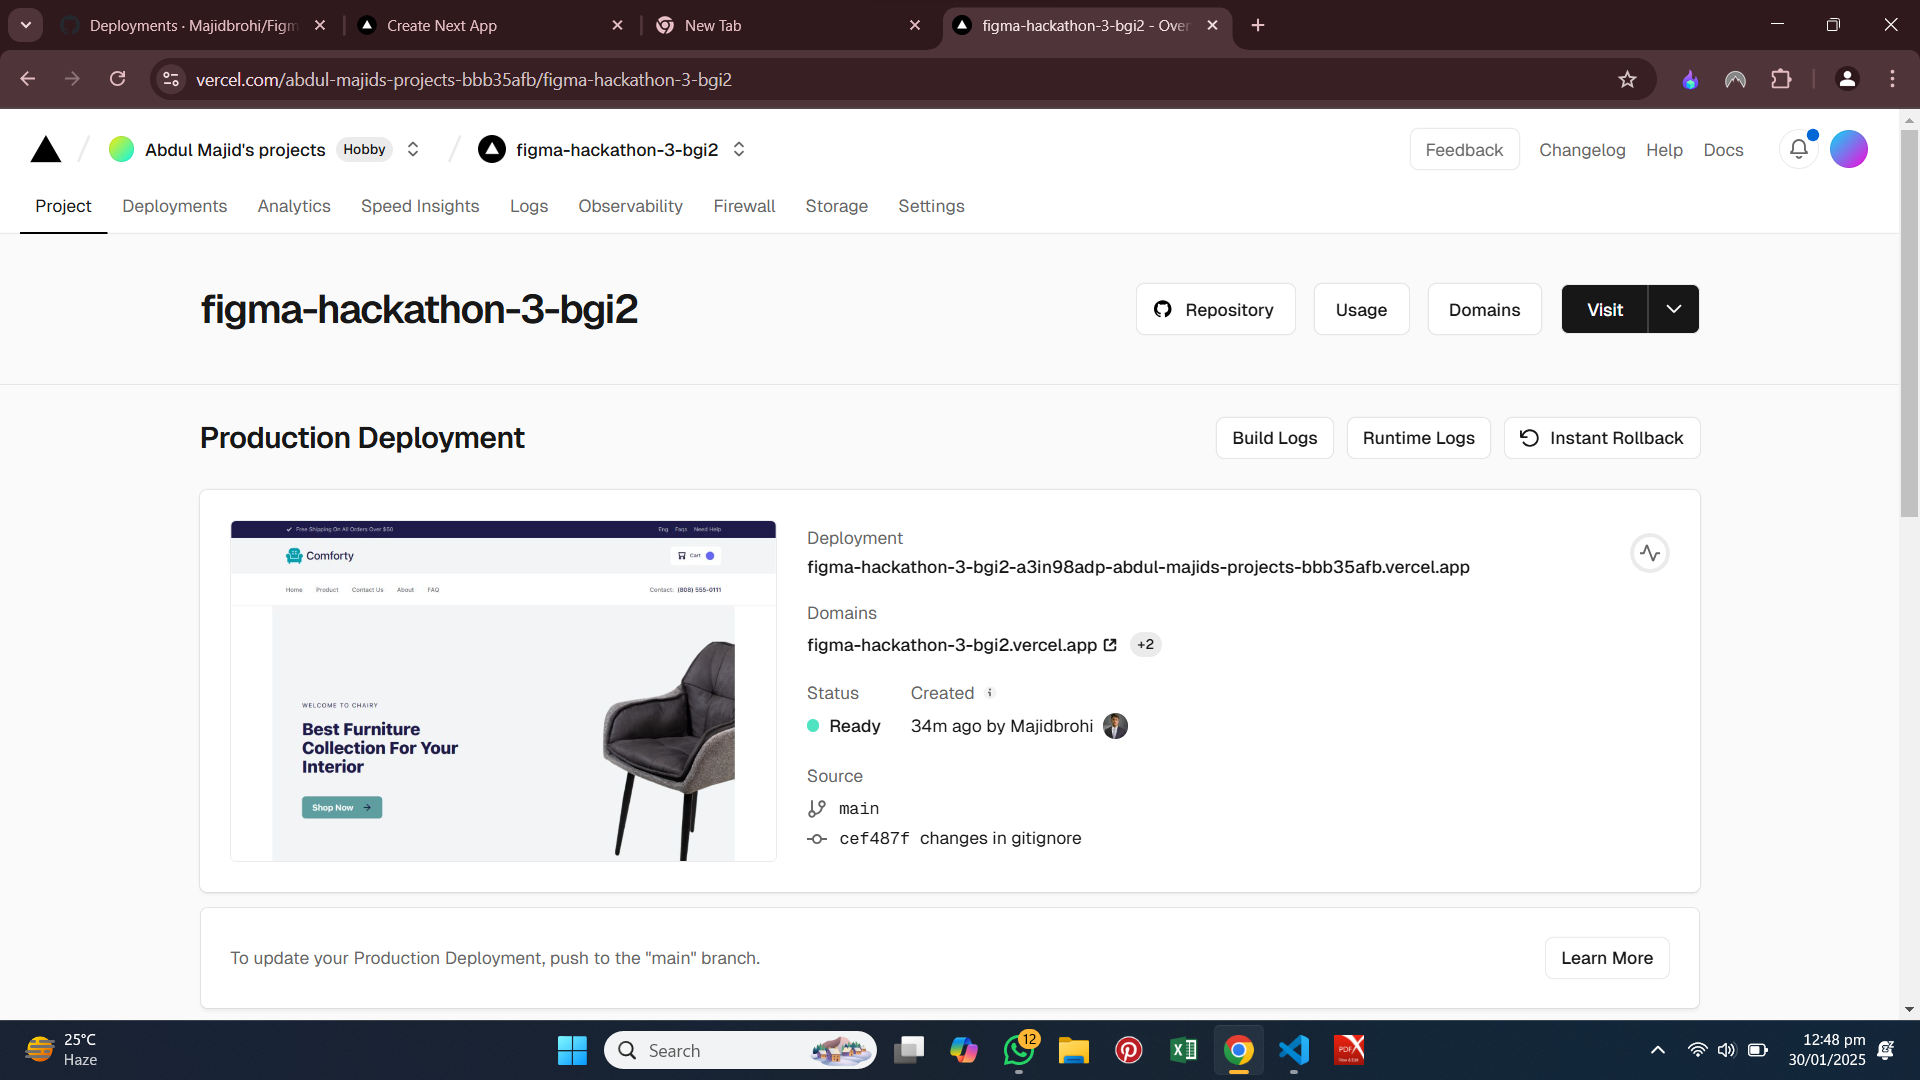 Deployments · Majidbrohi/Figm
Create Next App
New Tab
figma-hackathon-3-bgi2 - Over
vercel.com/abdul-majids-projects-bbb35afb/figma-hackathon-3-bgi2
Abdul Majid's projects Hobby
figma-hackathon-3-bgi2
Feedback Changelog Help Docs
Project Deployments Analytics Speed Insights Logs Observability Firewall Storage Settings
figma-hackathon-3-bgi2
Repository Usage Domains Visit
Production Deployment
Build Logs Runtime Logs Instant Rollback
Free Shipping On All Orders Over $50
Eng Faqs Need Help
Comforty
Cart
Home Product Contact Us About FAQ
Contact: (808) 555-0111
WELCOME TO CHAIRY
Best Furniture
Collection For Your
Interior
Shop Now
Deployment
figma-hackathon-3-bgi2-a3in98adp-abdul-majids-projects-bbb35afb.vercel.app
Domains
figma-hackathon-3-bgi2.vercel.app +2
Status Created
Ready 34m ago by Majidbrohi
Source
main
cef487f changes in gitignore
To update your Production Deployment, push to the "main" branch.
Learn More
25°C
Haze
Search
12
PDF
12:48 pm
30/01/2025